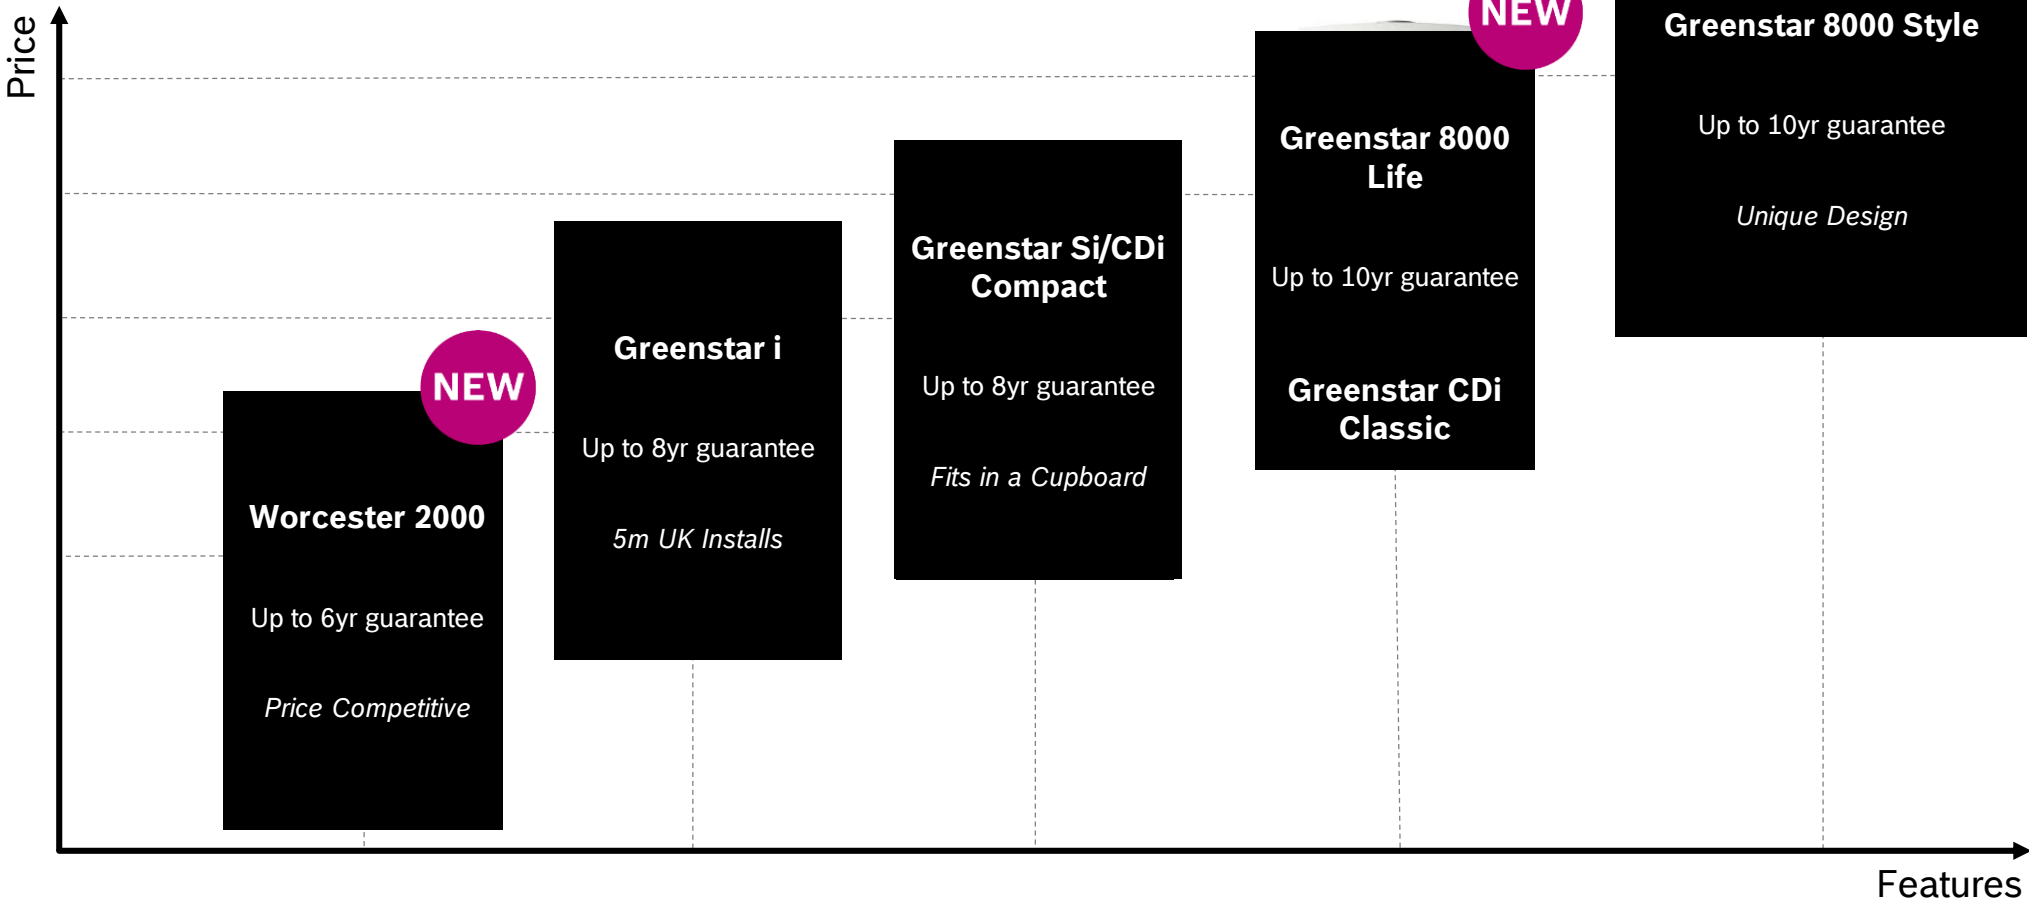 Price
NEW
Worcester 2000
Up to 6yr guarantee
Price Competitive
Greenstar i
Up to 8yr guarantee
5m UK Installs
Greenstar Si/CDi
Compact
Up to 8yr guarantee
Fits in a Cupboard
NEW
Greenstar 8000
Life
Up to 10yr guarantee
Greenstar CDi
Classic
Greenstar 8000 Style
Up to 10yr guarantee
Unique Design
Features